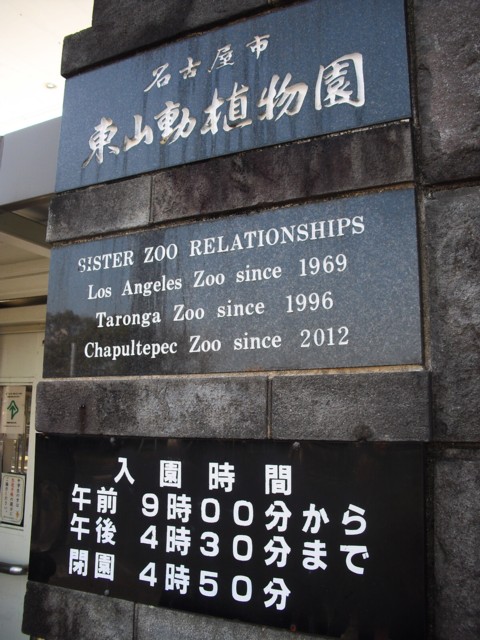 名古屋市
東山動植物園
SISTER ZOO RELATIONSHIPS
Los Angeles Zoo since 1969
Taronga Zoo since 1996
Chapultepec Zoo since 2012
入園時間
午前 9時00分から
午後 4時30分まで
閉園 4時50分